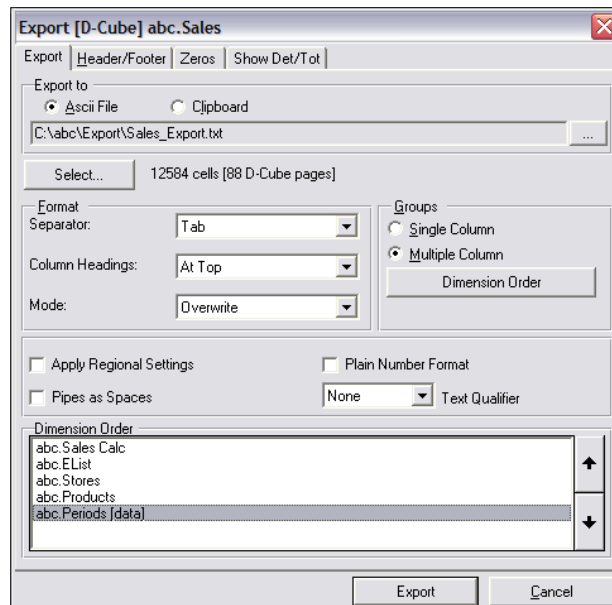 Export [D-Cube] abc.Sales
Export Header/Footer Zeros Show Det/Tot
Export to
Ascii File Clipboard
C:\abc\Export\Sales_Export.txt ...
Select... 12584 cells [88 D-Cube pages]
Format Groups
Separator: Tab Single Column
Column Headings: At Top Multiple Column
Dimension Order
Mode: Overwrite
Apply Regional Settings Plain Number Format
Pipes as Spaces None Text Qualifier
Dimension Order
abc.Sales Calc
abc.EList
abc.Stores
abc.Products
abc.Periods [data]
Export Cancel